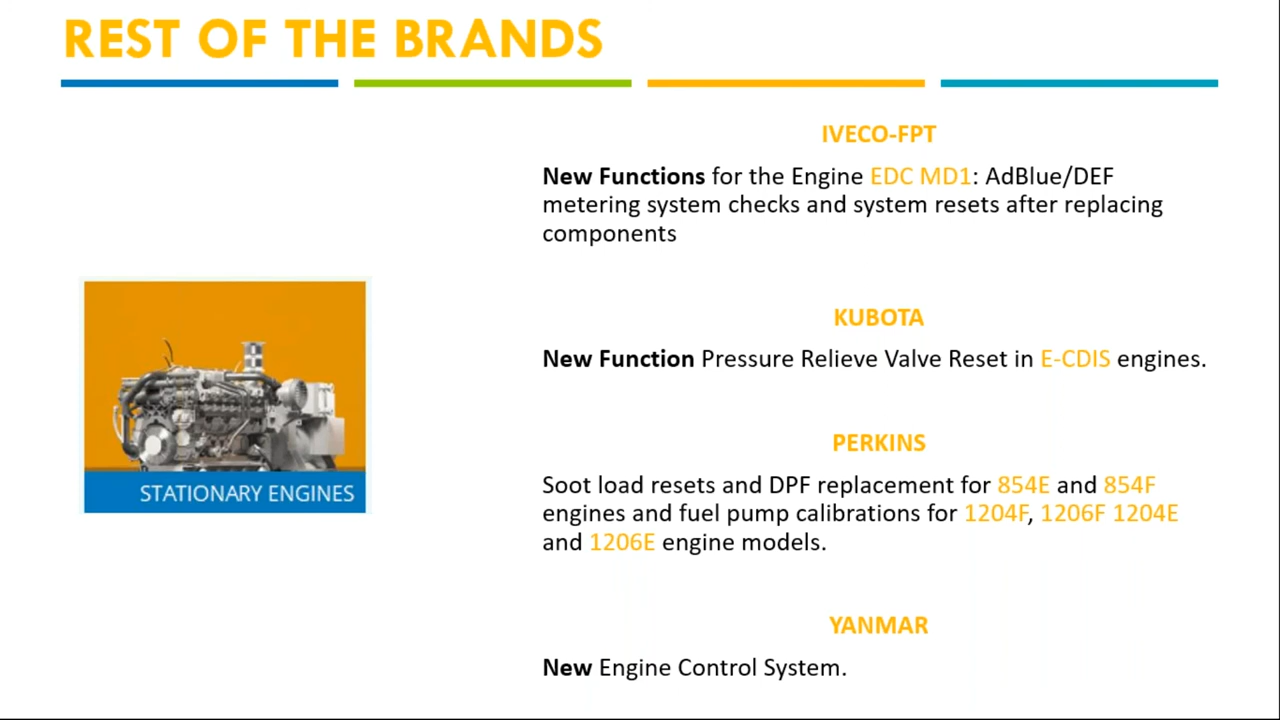 REST OF THE BRANDS
IVECO-FPT
New Functions for the Engine EDC MD1: AdBlue/DEF
metering system checks and system resets after replacing
components
KUBOTA
New Function Pressure Relieve Valve Reset in E-CDIS engines.
STATIONARY ENGINES
PERKINS
Soot load resets and DPF replacement for 854E and 854F
engines and fuel pump calibrations for 1204F, 1206F 1204E
and 1206E engine models.
YANMAR
New Engine Control System.